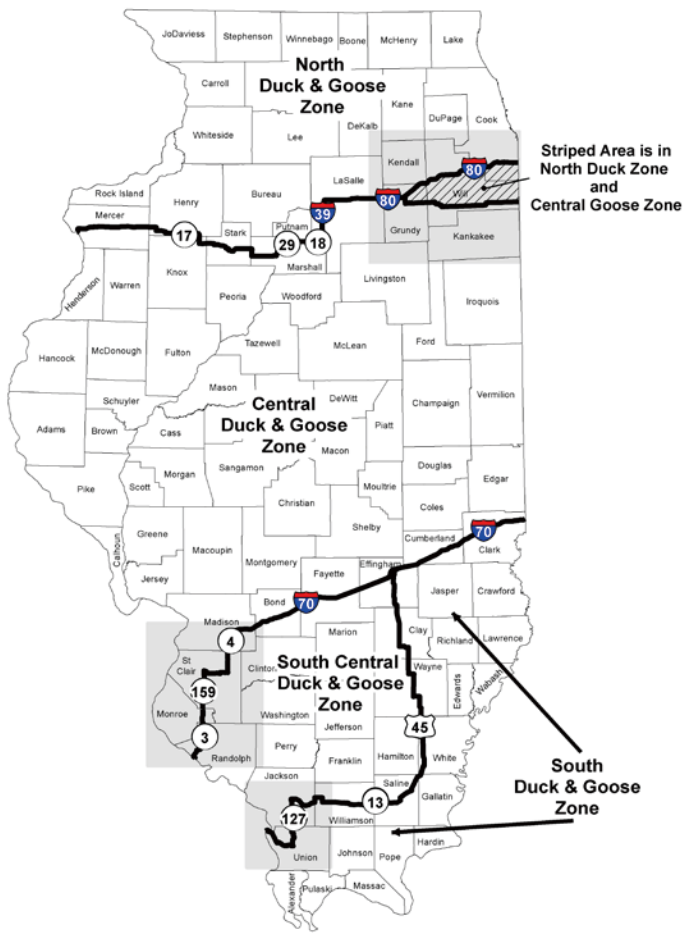 JoDaviess
Stephenson
Winnebago
Boone
McHenry
Lake
North
Duck & Goose
Zone
Carroll
Kane
DuPage
Cook
DeKalb
Whiteside
Lee
Kendall
Striped Area is in
North Duck Zone
and
Central Goose Zone
80
LaSalle
Bureau
Rock Island
Henry
80
Will
Mercer
39
Putnam
Stark
17
29
18
Grundy
Kankakee
Marshall
Knox
Henderson
Warren
Peoria
Woodford
Livingston
Iroquois
Tazewell
McLean
Ford
Hancock
McDonough
Fulton
Mason
DeWitt
Vermilion
Schuyler
Central
Duck & Goose
Zone
Champaign
Adams
Brown
Cass
Piatt
Macon
Sangamon
Douglas
Morgan
Edgar
Pike
Scott
Moultrie
Christian
Coles
Shelby
Greene
Calhoun
Macoupin
Cumberland
70
Clark
Montgomery
Effingham
Jersey
Fayette
Jasper
Crawford
Bond
70
Madison
4
Marion
Clay
Richland
Lawrence
St
Clair
Clinton
South Central
Duck & Goose
Zone
Wayne
Edwards
Wabash
159
Monroe
Washington
Jefferson
45
3
Randolph
Perry
Franklin
Hamilton
White
South
Duck & Goose
Zone
Jackson
Saline
Gallatin
13
127
Williamson
Hardin
Union
Johnson
Pope
Alexander
Pulaski
Massac